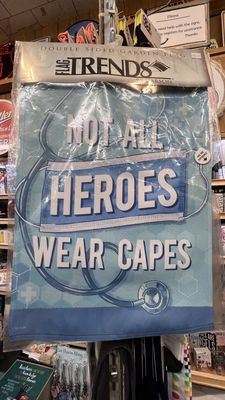 DOUBLE SIDED GARDEN
FLAG
TRENDS
NOT ALL
HEROES
WEAR CAPES